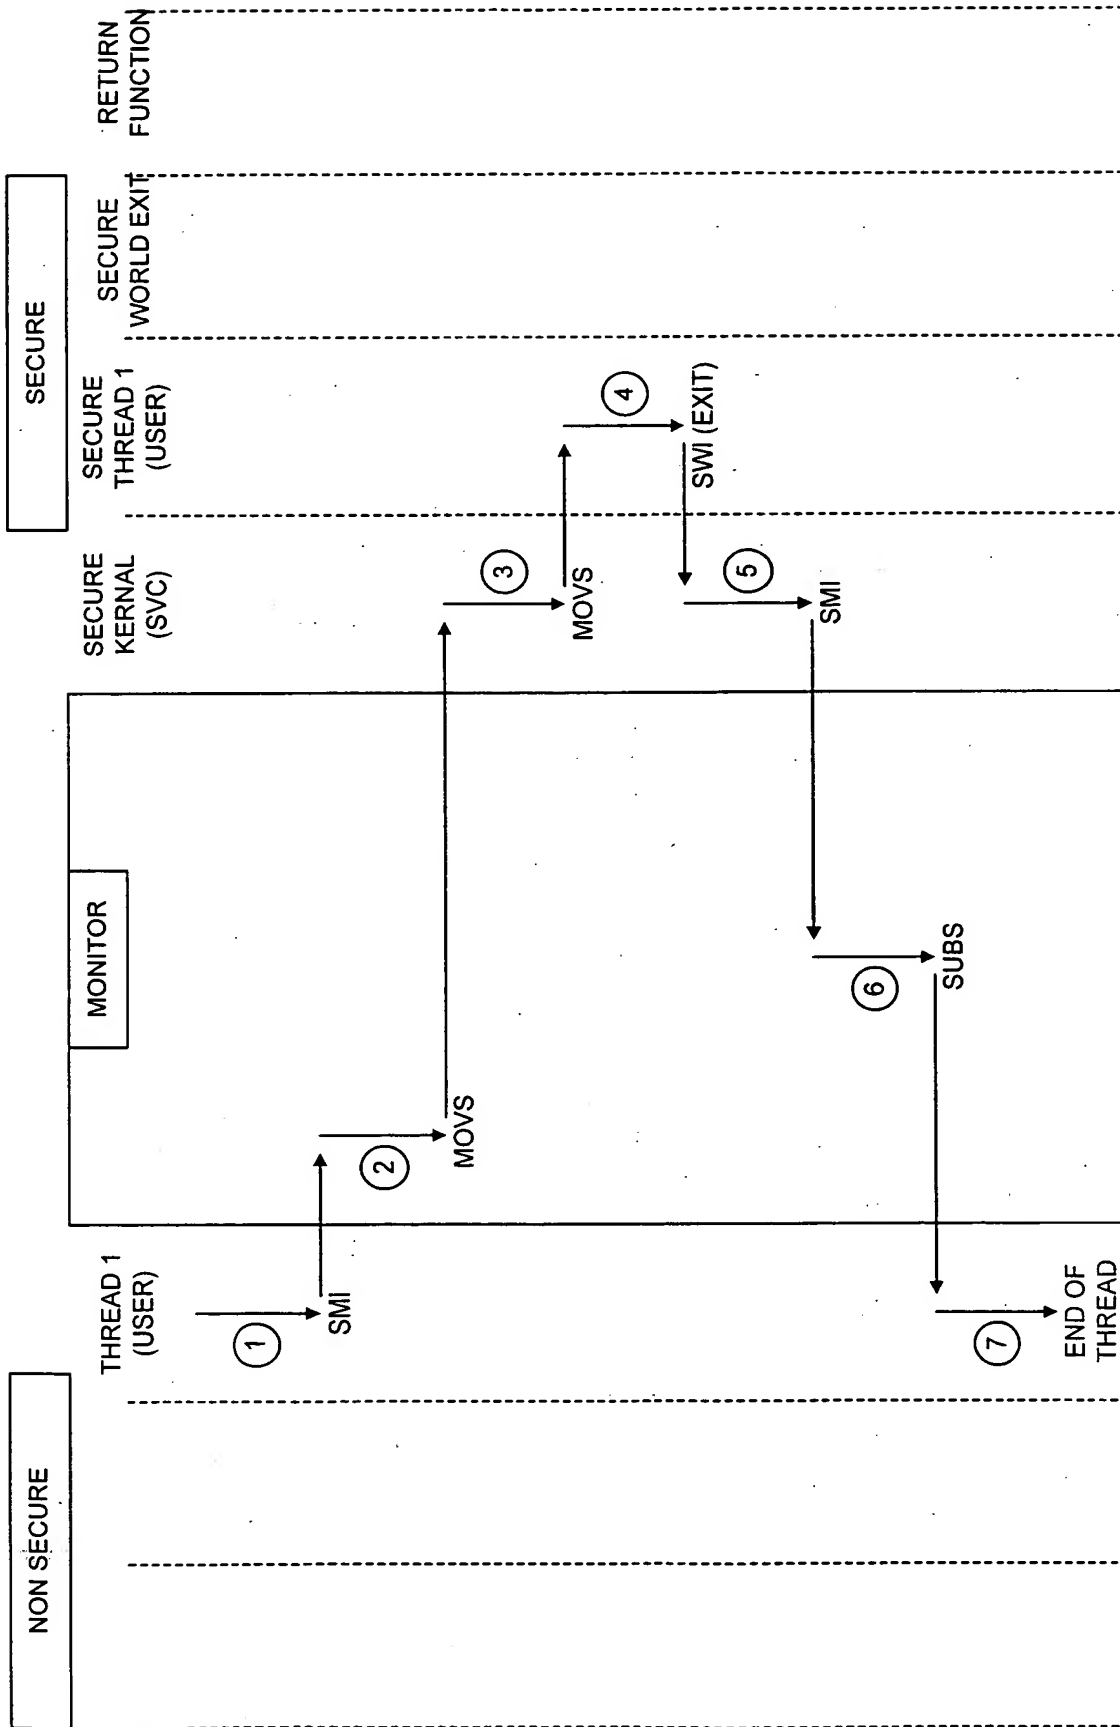 NON SECURE
MONITOR
SECURE
THREAD 1
(USER)
SECURE
KERNAL
(SVC)
SECURE
THREAD 1
(USER)
SECURE
WORLD EXIT
RETURN
FUNCTION
1
SMI
2
MOVS
3
MOVS
4
SWI (EXIT)
5
SMI
6
SUBS
7
END OF
THREAD